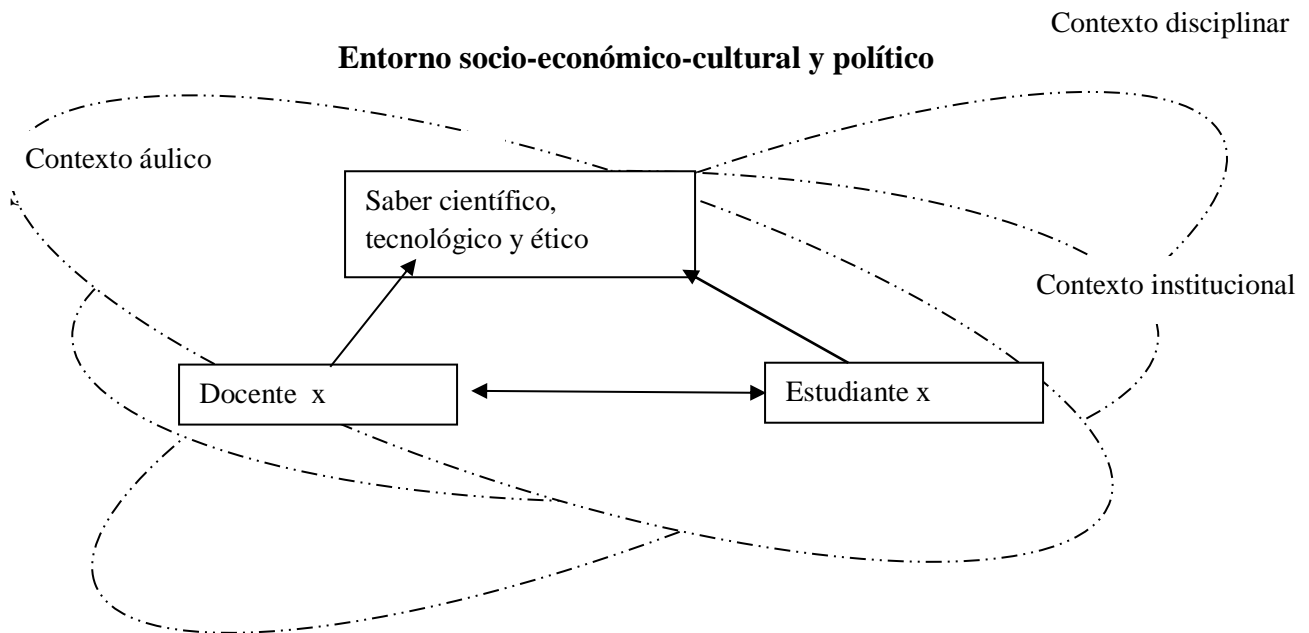 Contexto disciplinar
Entorno socio-económico-cultural y político
Contexto áulico
Saber científico,
tecnológico y ético
Contexto institucional
Docente x
Estudiante x